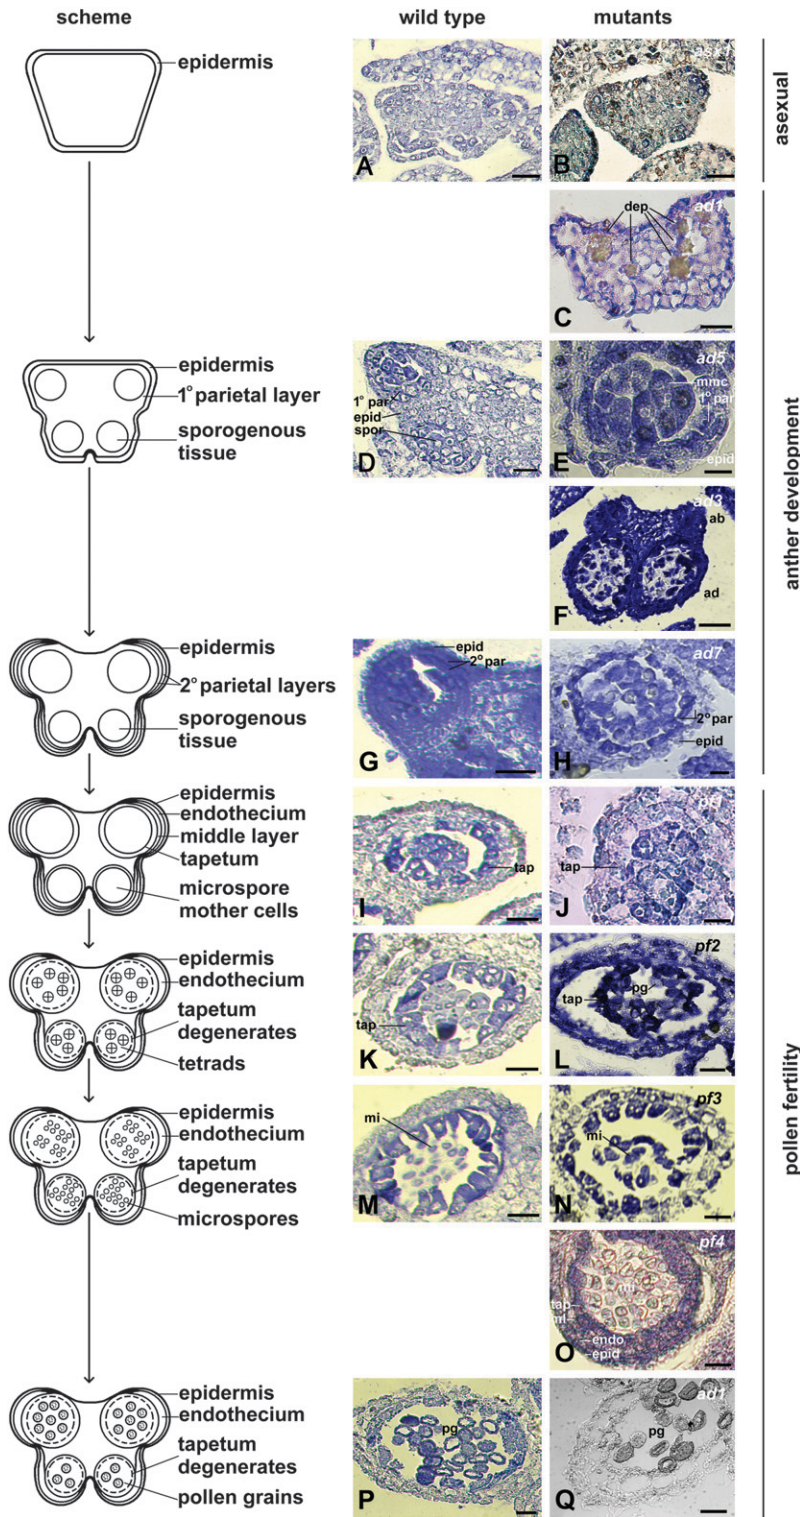 scheme
wild type
mutants
epidermis
A
asx1
B
asexual
ad1
dep
C
epidermis
1° parietal layer
sporogenous
tissue
1° par
epid
spor
D
ad5
mmc
1° par
epid
E
ad3
ab
ad
F
anther development
epidermis
2° parietal layers
sporogenous
tissue
epid
2° par
G
ad7
2° par
epid
H
epidermis
endothecium
middle layer
tapetum
microspore
mother cells
tap
I
tap
J
epidermis
endothecium
tapetum
degenerates
tetrads
tap
K
pf2
pg
tap
L
epidermis
endothecium
tapetum
degenerates
microspores
mi
M
pf3
mi
N
pf4
mi
tap
ml
endo
epid
O
pollen fertility
epidermis
endothecium
tapetum
degenerates
pollen grains
pg
P
ad1
pg
Q